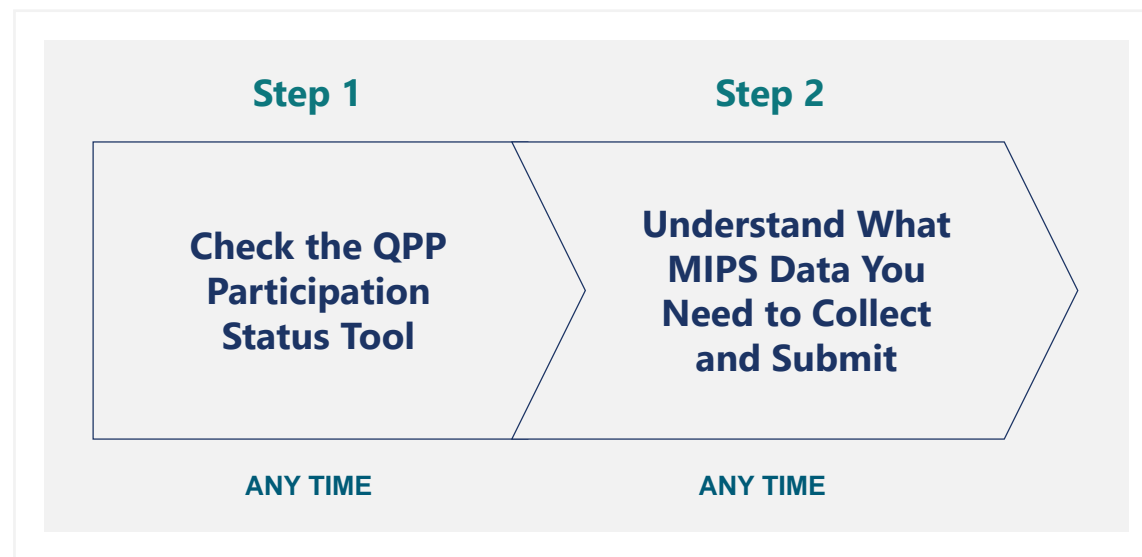 Step 1
Step 2
Check the QPP
Participation
Status Tool
Understand What
MIPS Data You
Need to Collect
and Submit
ANY TIME
ANY TIME